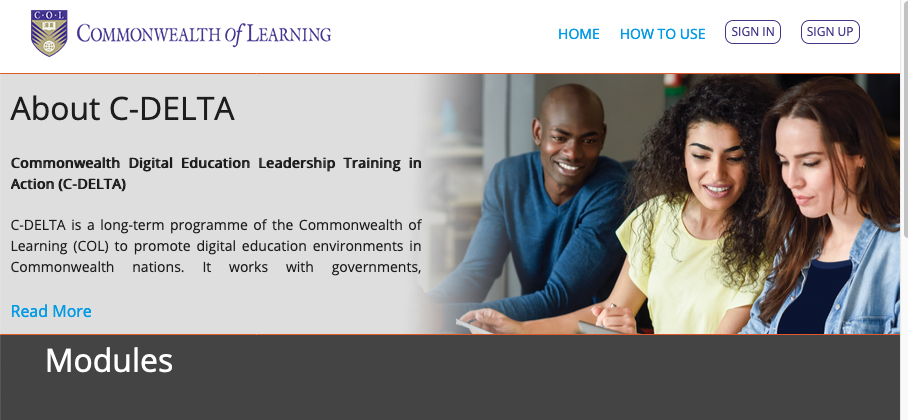 C·O·L
COMMONWEALTH of LEARNING
HOME
HOW TO USE
SIGN IN
SIGN UP
About C-DELTA
Commonwealth Digital Education Leadership Training in
Action (C-DELTA)
C-DELTA is a long-term programme of the Commonwealth of
Learning (COL) to promote digital education environments in
Commonwealth nations. It works with governments,
Read More
Modules